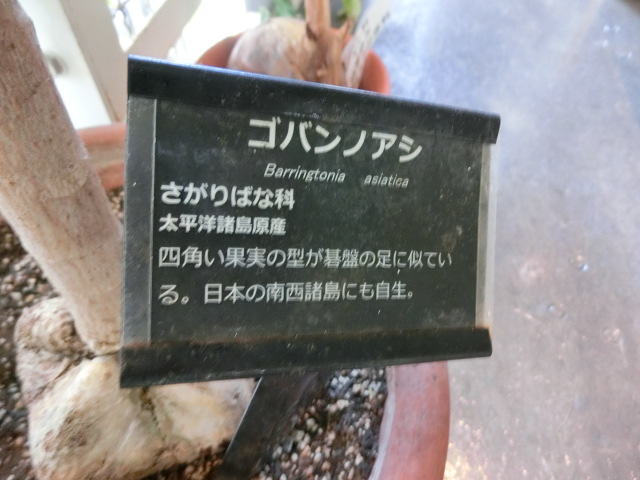 ゴバンノアシ
Barringtonia asiatica
さがりばな科
太平洋諸島原産
四角い果実の型が碁盤の足に似てい
る。日本の南西諸島にも自生。